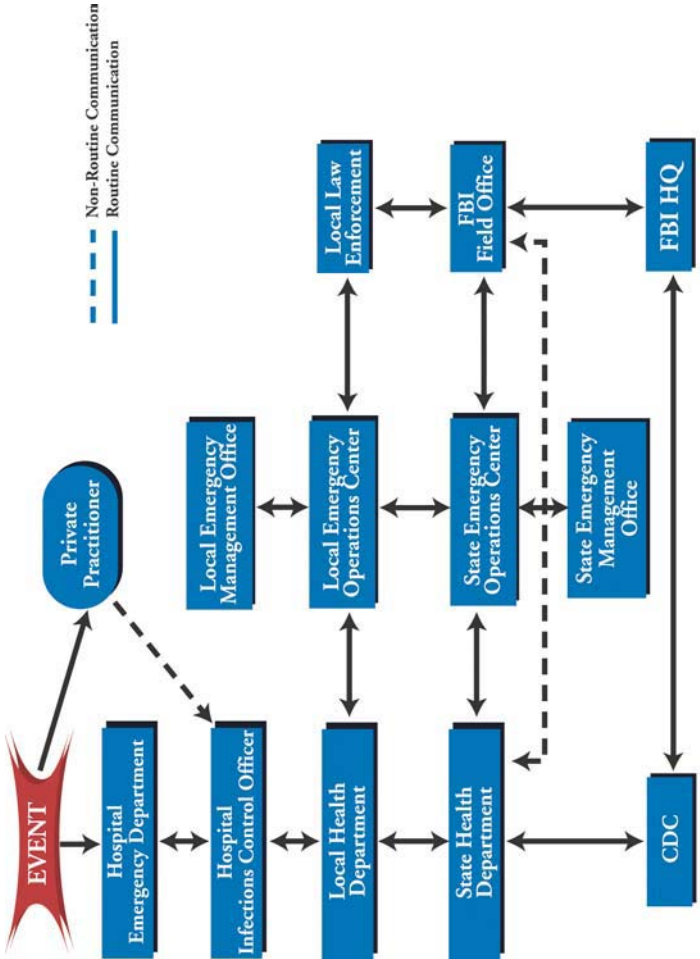 Non-Routine Communication
Routine Communication
EVENT
Private
Practitioner
Hospital
Emergency Department
Hospital
Infections Control Officer
Local Emergency
Management Office
Local Health
Department
Local Emergency
Operations Center
Local Law
Enforcement
State Health
Department
State Emergency
Operations Center
FBI
Field Office
State Emergency
Management
Office
CDC
FBI HQ